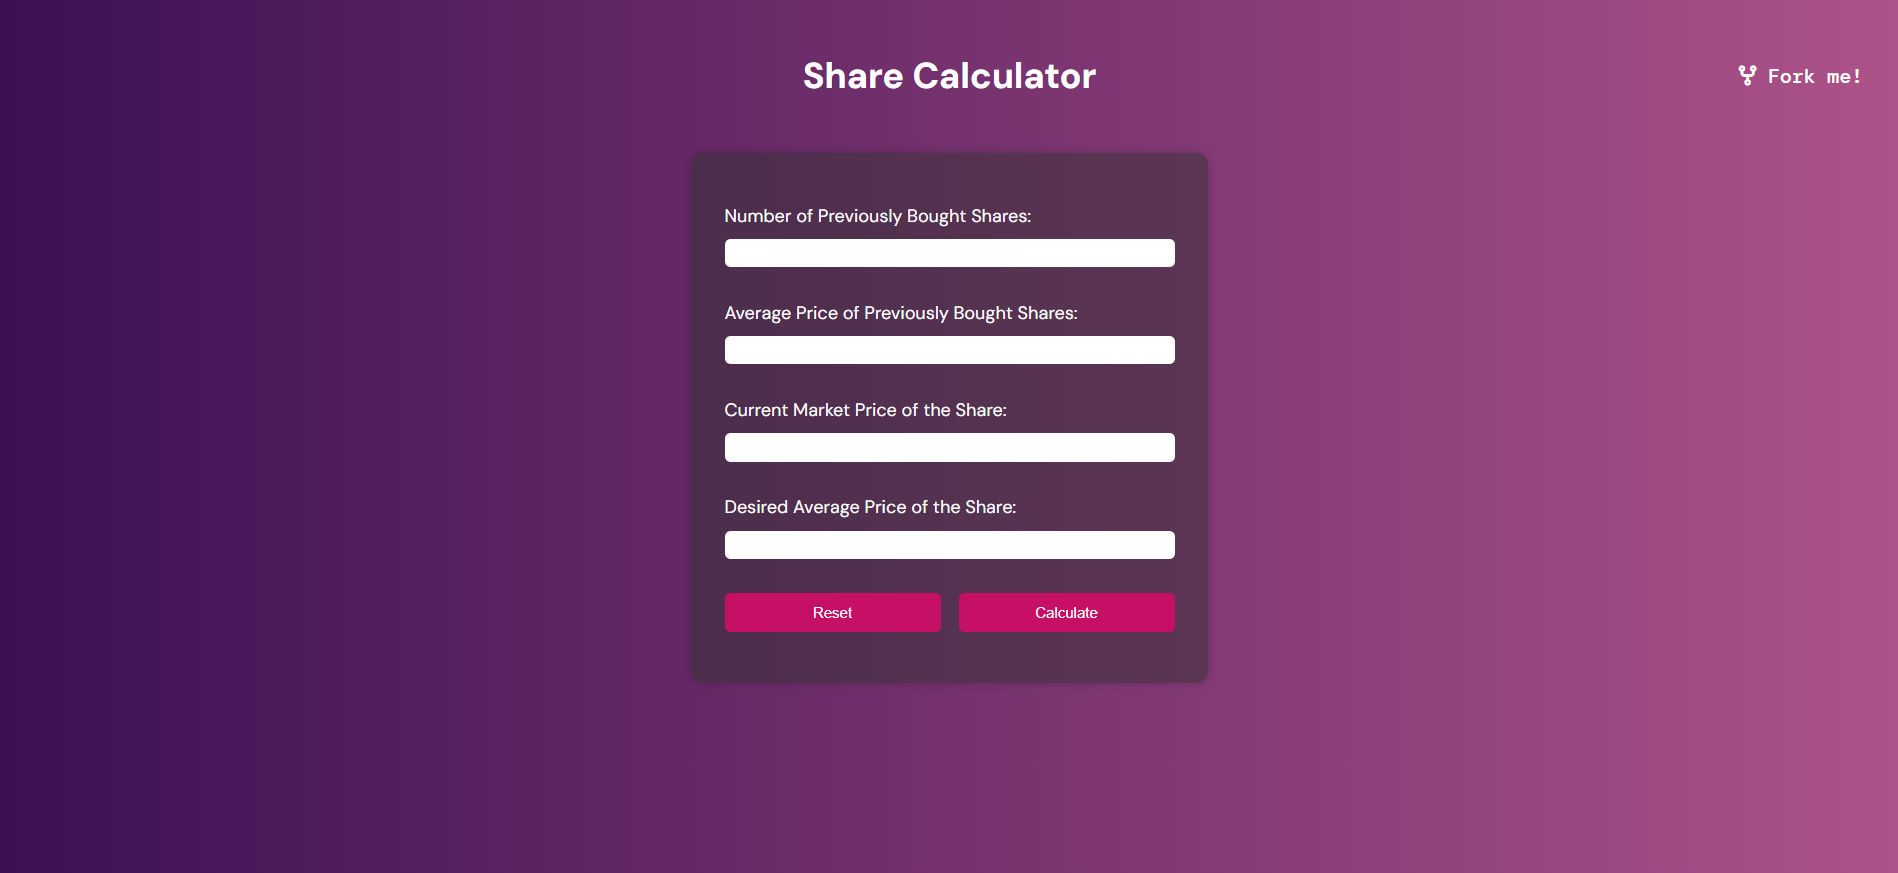 Share Calculator
Fork me!
Number of Previously Bought Shares:
Average Price of Previously Bought Shares:
Current Market Price of the Share:
Desired Average Price of the Share:
Reset
Calculate